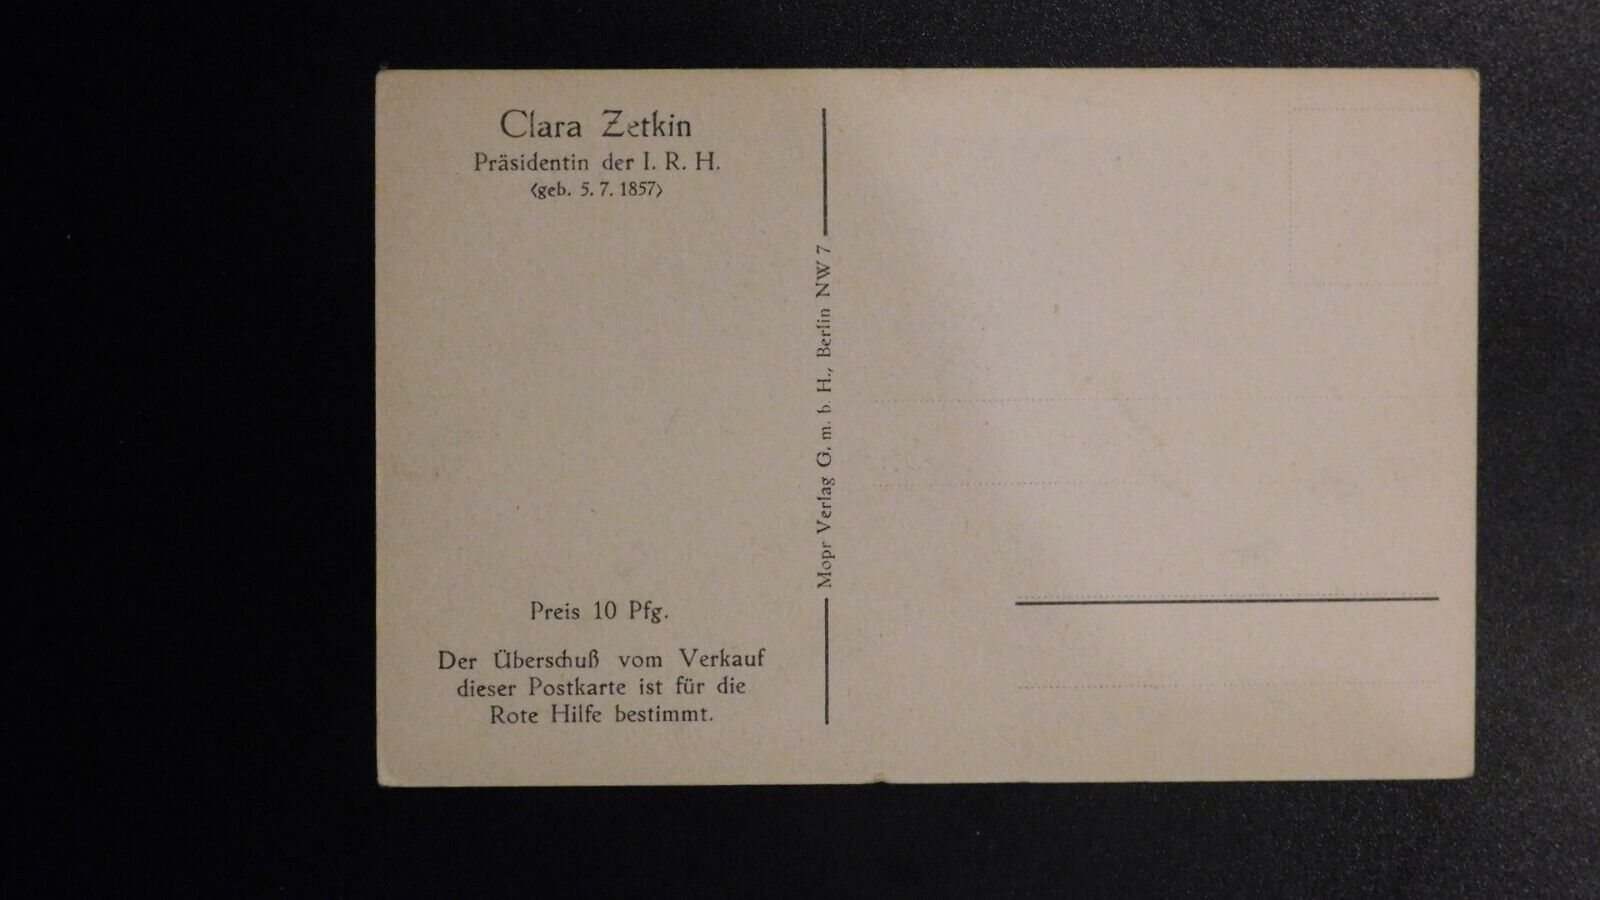 Clara Zetkin
Präsidentin der I. R. H.
(geb. 5. 7. 1857)
Preis 10 Pfg.
Der Überschuß vom Verkauf
dieser Postkarte ist für die
Rote Hilfe bestimmt.
Mopr Verlag G. m. b. H., Berlin NW 7